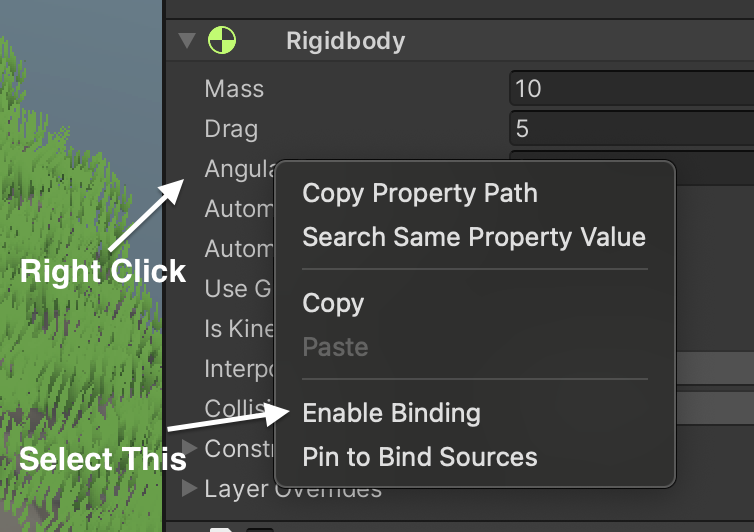 Rigidbody
Mass 10
Drag 5
Angula
Copy Property Path
Autom
Search Same Property Value
Autom
Right Click
Use G
Copy
Is Kine
Paste
Interpo
Collisi
Enable Binding
Select This
Constr
Pin to Bind Sources
Layer Overrides